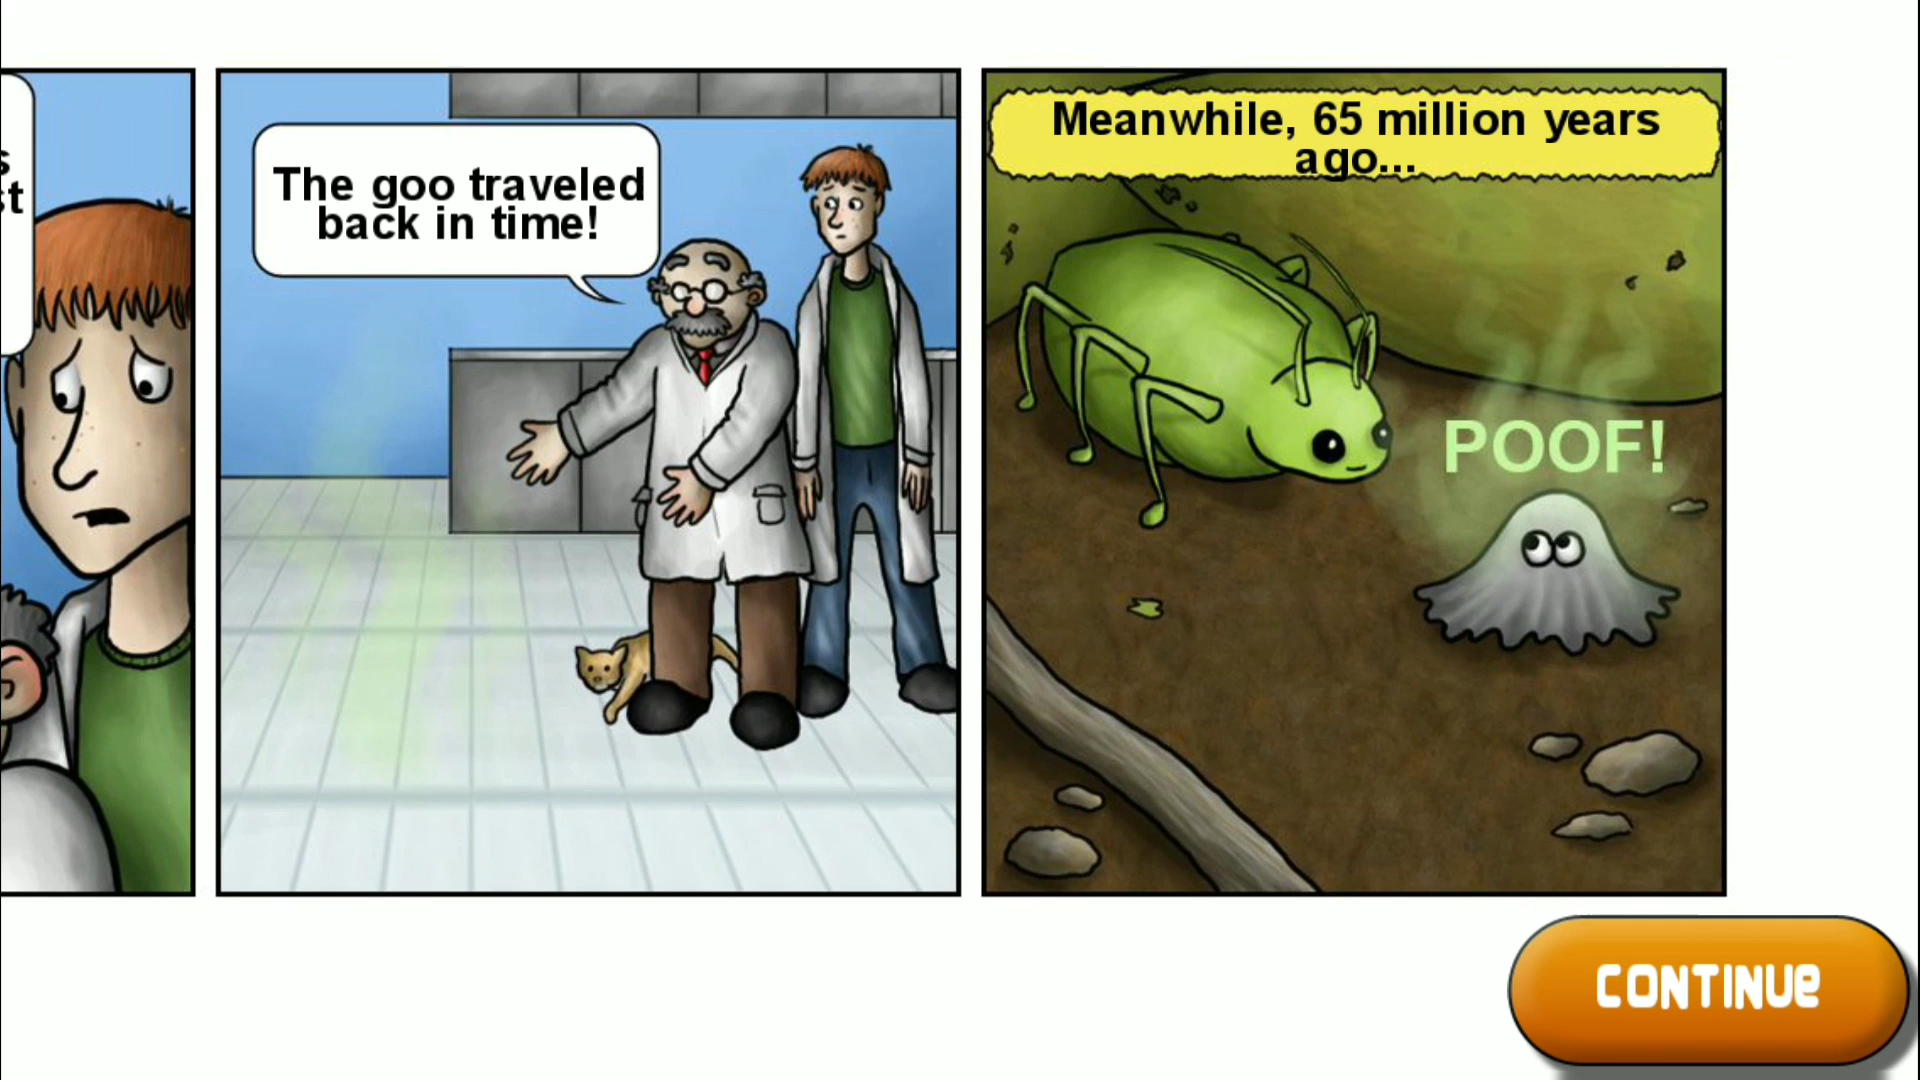 The goo traveled
back in time!
Meanwhile, 65 million years
ago...
POOF!
CONTINUE